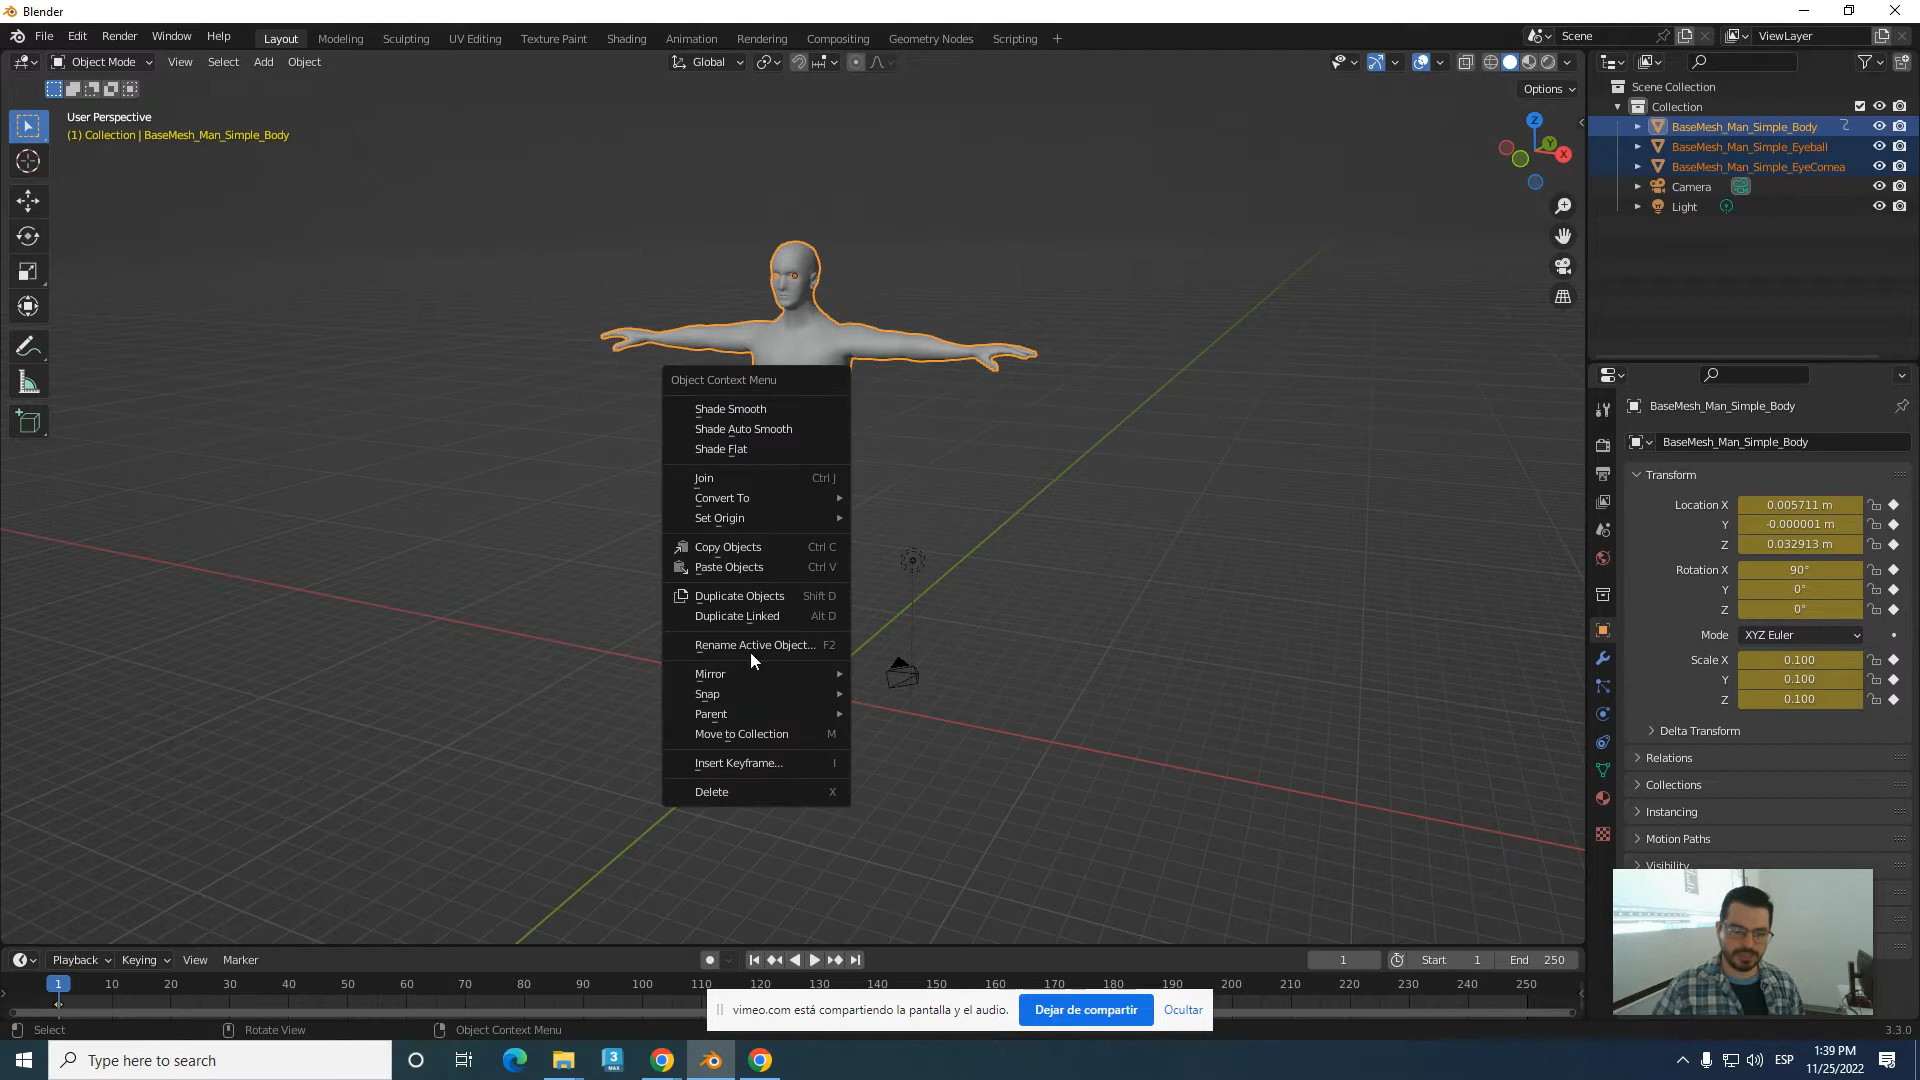 Blender
File Edit Render Window Help
Layout Modeling Sculpting UV Editing Texture Paint Shading Animation Rendering Compositing Geometry Nodes Scripting +
Scene
ViewLayer
Object Mode View Select Add Object
Global
Options
User Perspective
(1) Collection | BaseMesh_Man_Simple_Body
Z
Y
X
Scene Collection
Collection
BaseMesh_Man_Simple_Body
BaseMesh_Man_Simple_Eyeball
BaseMesh_Man_Simple_EyeCornea
Camera
Light
Object Context Menu
Shade Smooth
Shade Auto Smooth
Shade Flat
Join Ctrl J
Convert To
Set Origin
Copy Objects Ctrl C
Paste Objects Ctrl V
Duplicate Objects Shift D
Duplicate Linked Alt D
Rename Active Object... F2
Mirror
Snap
Parent
Move to Collection M
Insert Keyframe... I
Delete X
BaseMesh_Man_Simple_Body
BaseMesh_Man_Simple_Body
Transform
Location X 0.005711 m
Y -0.000001 m
Z 0.032913 m
Rotation X 90°
Y 0°
Z 0°
Mode XYZ Euler
Scale X 0.100
Y 0.100
Z 0.100
Delta Transform
Relations
Collections
Instancing
Motion Paths
Visibility
Playback Keying View Marker
1
Start 1
End 250
1 10 20 30 40 50 60 70 80 90 100 110 120 130 140 150 160 170 180 190 200 210 220 230 240 250
vimeo.com está compartiendo la pantalla y el audio. Dejar de compartir Ocultar
Select Rotate View Object Context Menu
3.3.0
Type here to search
3
MAX
ESP
1:39 PM
11/25/2022